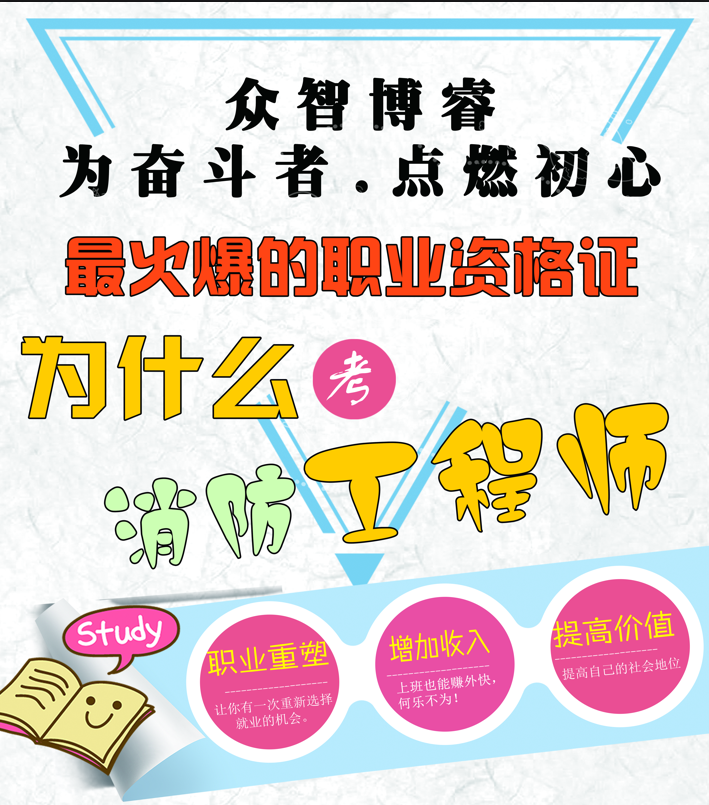 众智博睿
为奋斗者.点燃初心
最火爆的职业资格证
为什么考
消防工程师
Study
职业重塑
让你有一次重新选择
就业的机会。
增加收入
上班也能赚外快，
何乐不为！
提高价值
提高自己的社会地位